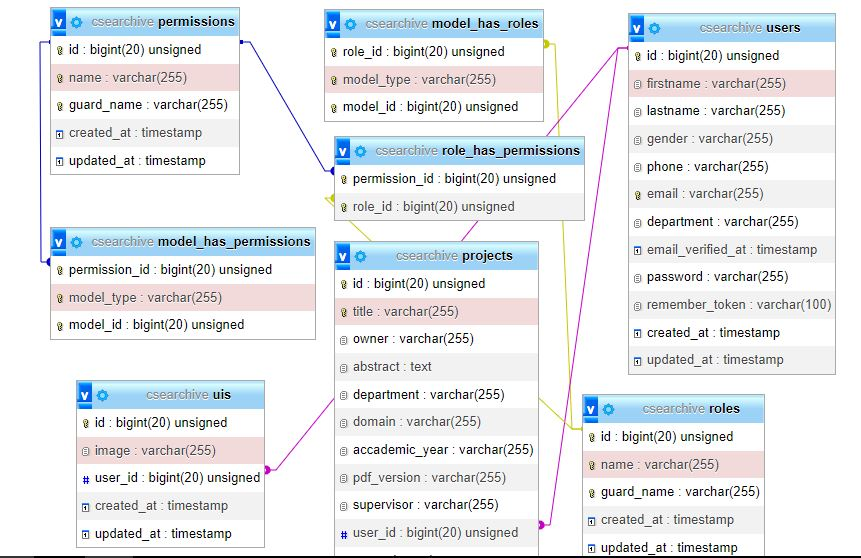 csearchive permissions
id : bigint(20) unsigned
name : varchar(255)
guard_name : varchar(255)
created_at : timestamp
updated_at : timestamp
csearchive model_has_roles
role_id : bigint(20) unsigned
model_type : varchar(255)
model_id : bigint(20) unsigned
csearchive users
id : bigint(20) unsigned
firstname : varchar(255)
lastname : varchar(255)
gender : varchar(255)
phone : varchar(255)
email : varchar(255)
department : varchar(255)
email_verified_at : timestamp
password : varchar(255)
remember_token : varchar(100)
created_at : timestamp
updated_at : timestamp
csearchive role_has_permissions
permission_id : bigint(20) unsigned
role_id : bigint(20) unsigned
csearchive model_has_permissions
permission_id : bigint(20) unsigned
model_type : varchar(255)
model_id : bigint(20) unsigned
csearchive projects
id : bigint(20) unsigned
title : varchar(255)
owner : varchar(255)
abstract : text
department : varchar(255)
domain : varchar(255)
accademic_year : varchar(255)
pdf_version : varchar(255)
supervisor : varchar(255)
user_id : bigint(20) unsigned
csearchive uis
id : bigint(20) unsigned
image : varchar(255)
user_id : bigint(20) unsigned
created_at : timestamp
updated_at : timestamp
csearchive roles
id : bigint(20) unsigned
name : varchar(255)
guard_name : varchar(255)
created_at : timestamp
updated_at : timestamp